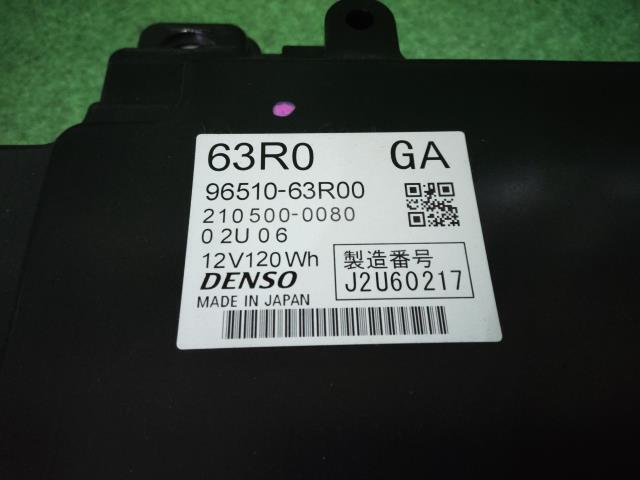 63R0 GA
96510-63R00
210500-0080
02U06
12V120Wh
DENSO
MADE IN JAPAN
製造番号
J2U60217